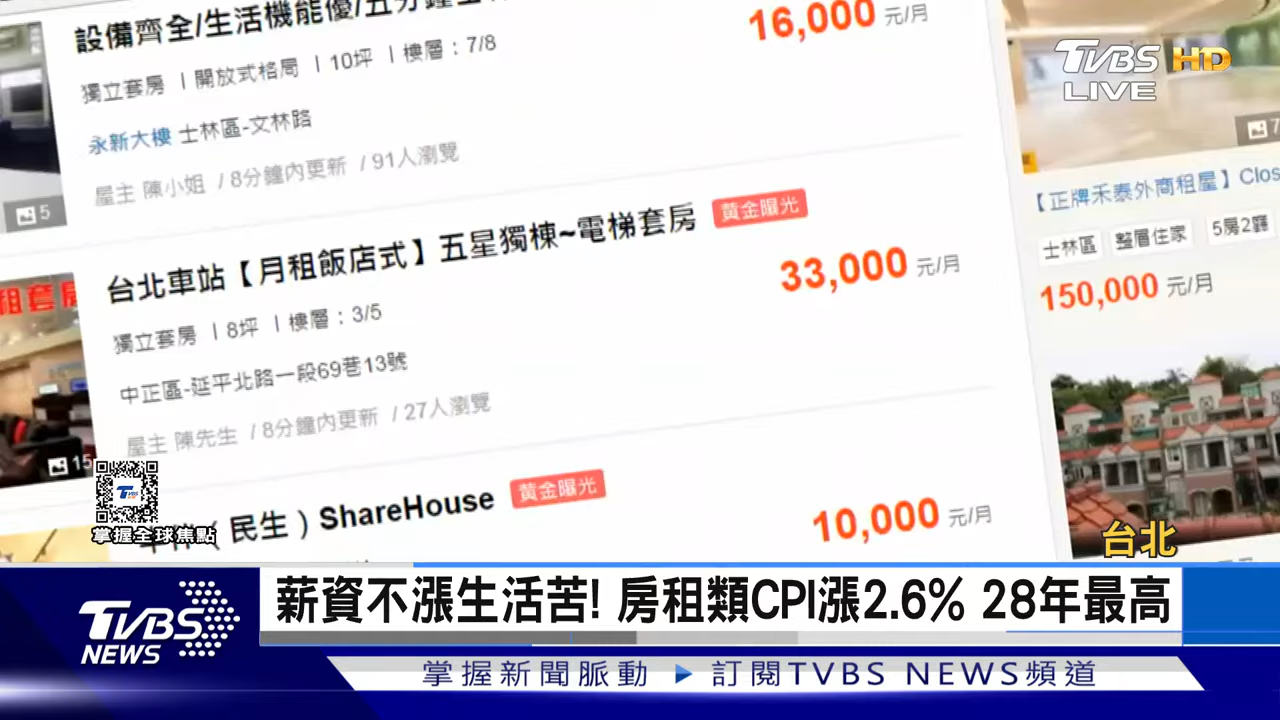 設備齊全/生活機能優/五分鐘
16,000 元/月
獨立套房 | 開放式格局 | 10坪 | 樓層：7/8
永新大樓 士林區-文林路
屋主 陳小姐 / 8分鐘內更新 / 91人瀏覽
5
台北車站【月租飯店式】五星獨棟~電梯套房 黃金曝光
33,000 元/月
獨立套房 | 8坪 | 樓層：3/5
中正區-延平北路一段69巷13號
屋主 陳先生 / 8分鐘內更新 / 27人瀏覽
租套房
15
（民生）ShareHouse 黃金曝光
10,000 元/月
TVBS HD
LIVE
7
【正牌禾泰外商租屋】Clos
士林區 整層住家 5房2廳
150,000 元/月
TVBS
掌握全球焦點
台北
TVBS
NEWS
薪資不漲生活苦! 房租類CPI漲2.6% 28年最高
掌握新聞脈動 ▶ 訂閱TVBS NEWS頻道